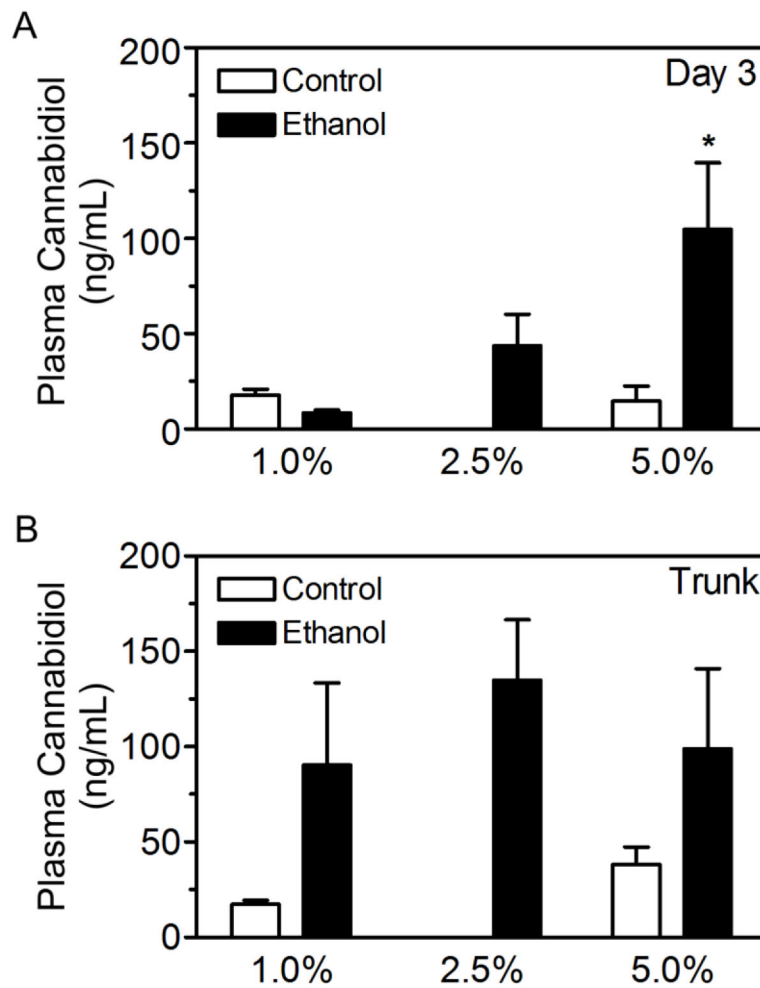 A
Plasma Cannabidiol
(ng/mL)
200
150
100
50
0
Control
Ethanol
Day 3
*
1.0%
2.5%
5.0%
B
Plasma Cannabidiol
(ng/mL)
200
150
100
50
0
Control
Ethanol
Trunk
1.0%
2.5%
5.0%